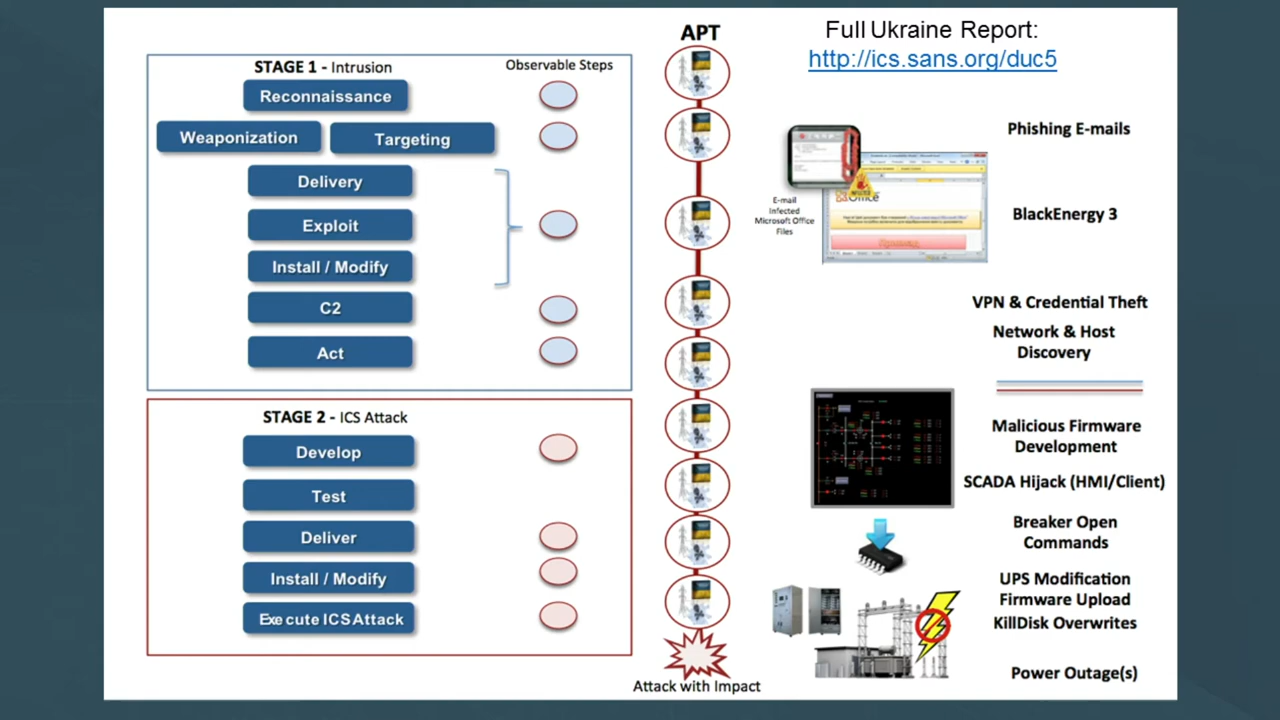 APT
Full Ukraine Report:
http://ics.sans.org/duc5
STAGE 1 - Intrusion
Observable Steps
Reconnaissance
Weaponization
Targeting
Delivery
Exploit
Install / Modify
C2
Act
STAGE 2 - ICS Attack
Develop
Test
Deliver
Install / Modify
Execute ICS Attack
Attack with Impact
Phishing E-mails
E-mail
Infected
Microsoft Office
Files
Office
BlackEnergy 3
VPN & Credential Theft
Network & Host
Discovery
Malicious Firmware
Development
SCADA Hijack (HMI/Client)
Breaker Open
Commands
UPS Modification
Firmware Upload
KillDisk Overwrites
Power Outage(s)